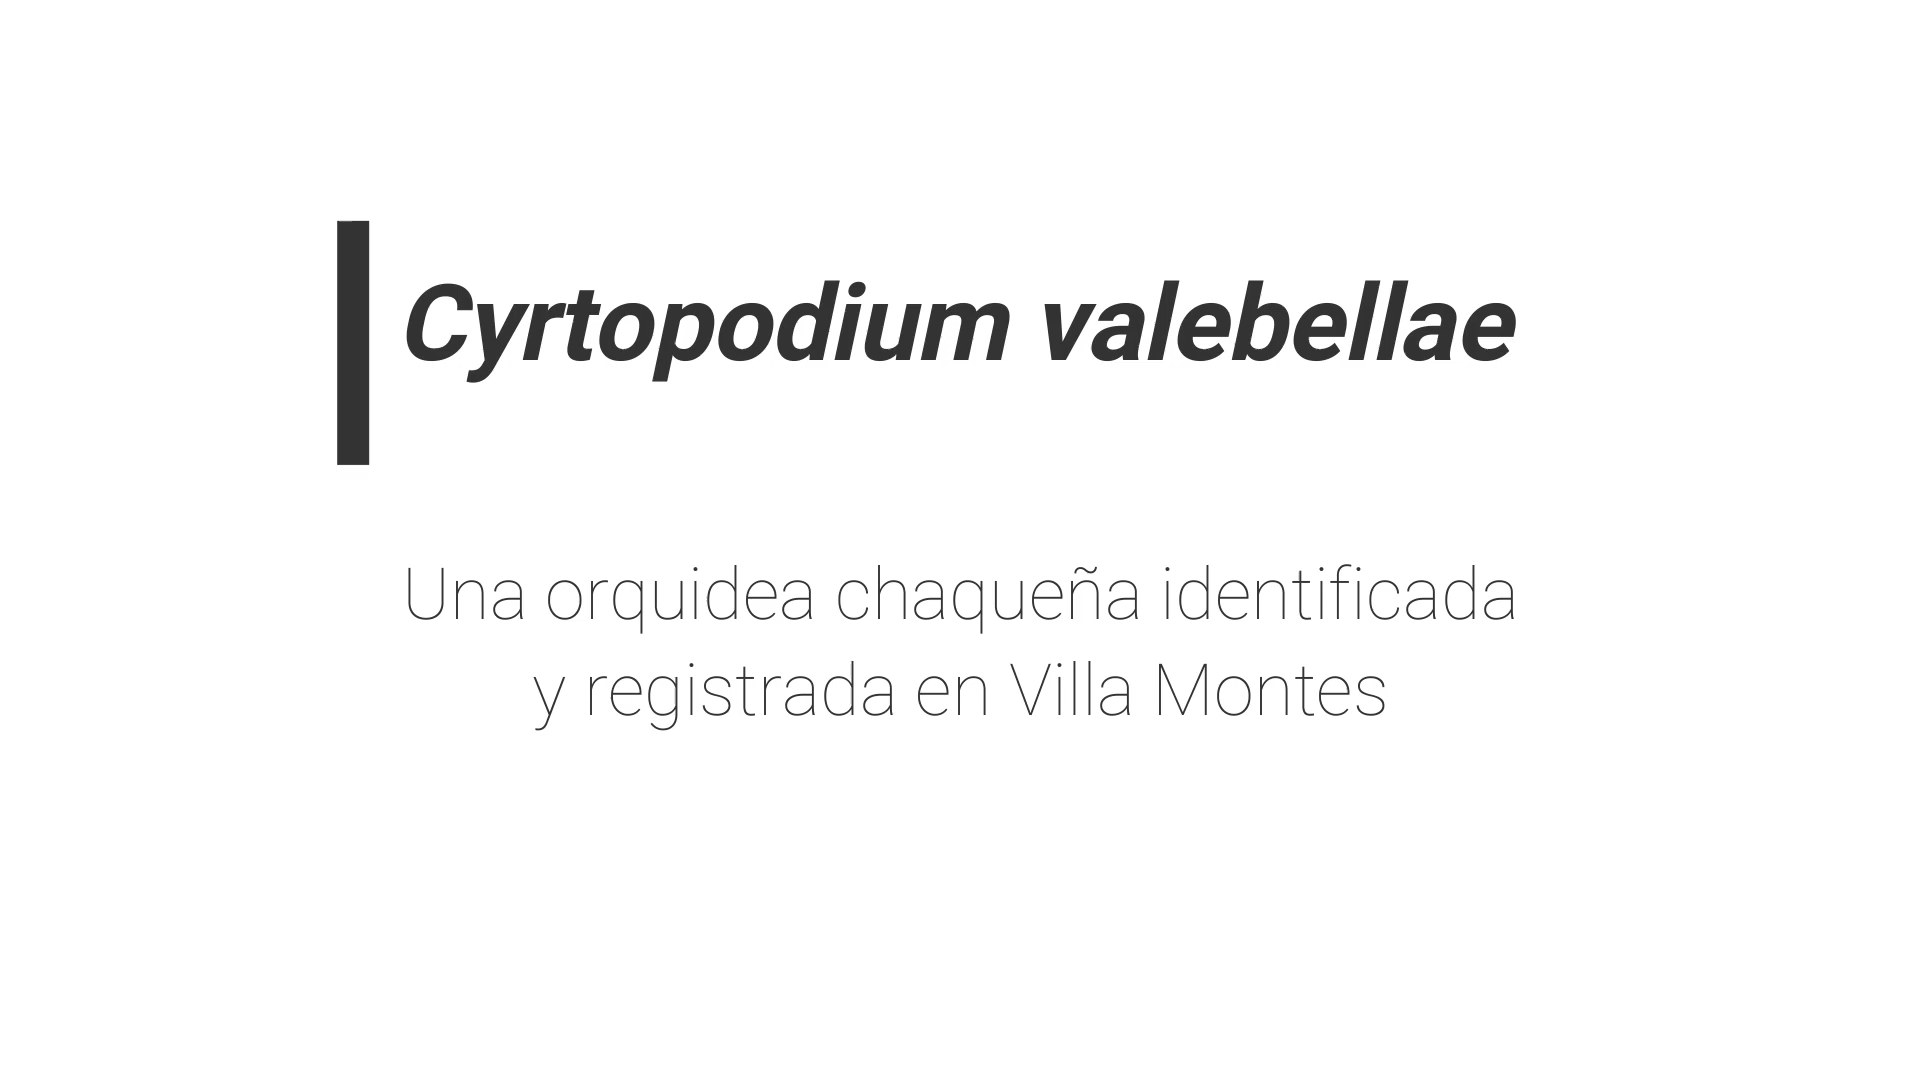 Cyrtopodium valebellae
Una orquidea chaqueña identificada
y registrada en Villa Montes